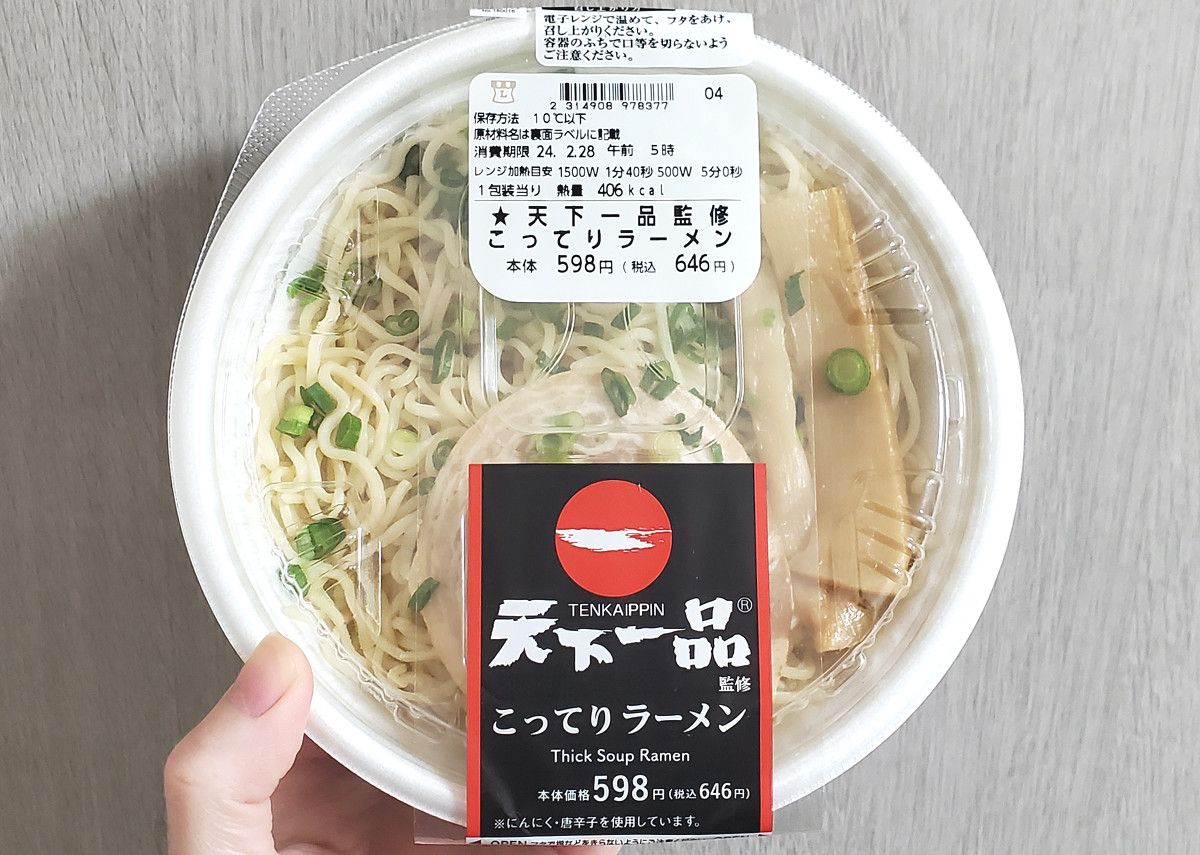 電子レンジで温めて、フタをあけ、
召し上がりください。
容器のふちで口等を切らないよう
ご注意ください。
L
2 314908 978377
04
保存方法 10℃以下
原材料名は裏面ラベルに記載
消費期限 24. 2.28 午前 5時
レンジ加熱目安 1500W 1分40秒 500W 5分0秒
1包装当り 熱量 406kcal
★天下一品監修
こってりラーメン
本体 598円(税込 646円)
TENKAIPPIN
天下一品®
監修
こってりラーメン
Thick Soup Ramen
本体価格598円(税込646円)
※にんにく・唐辛子を使用しています。